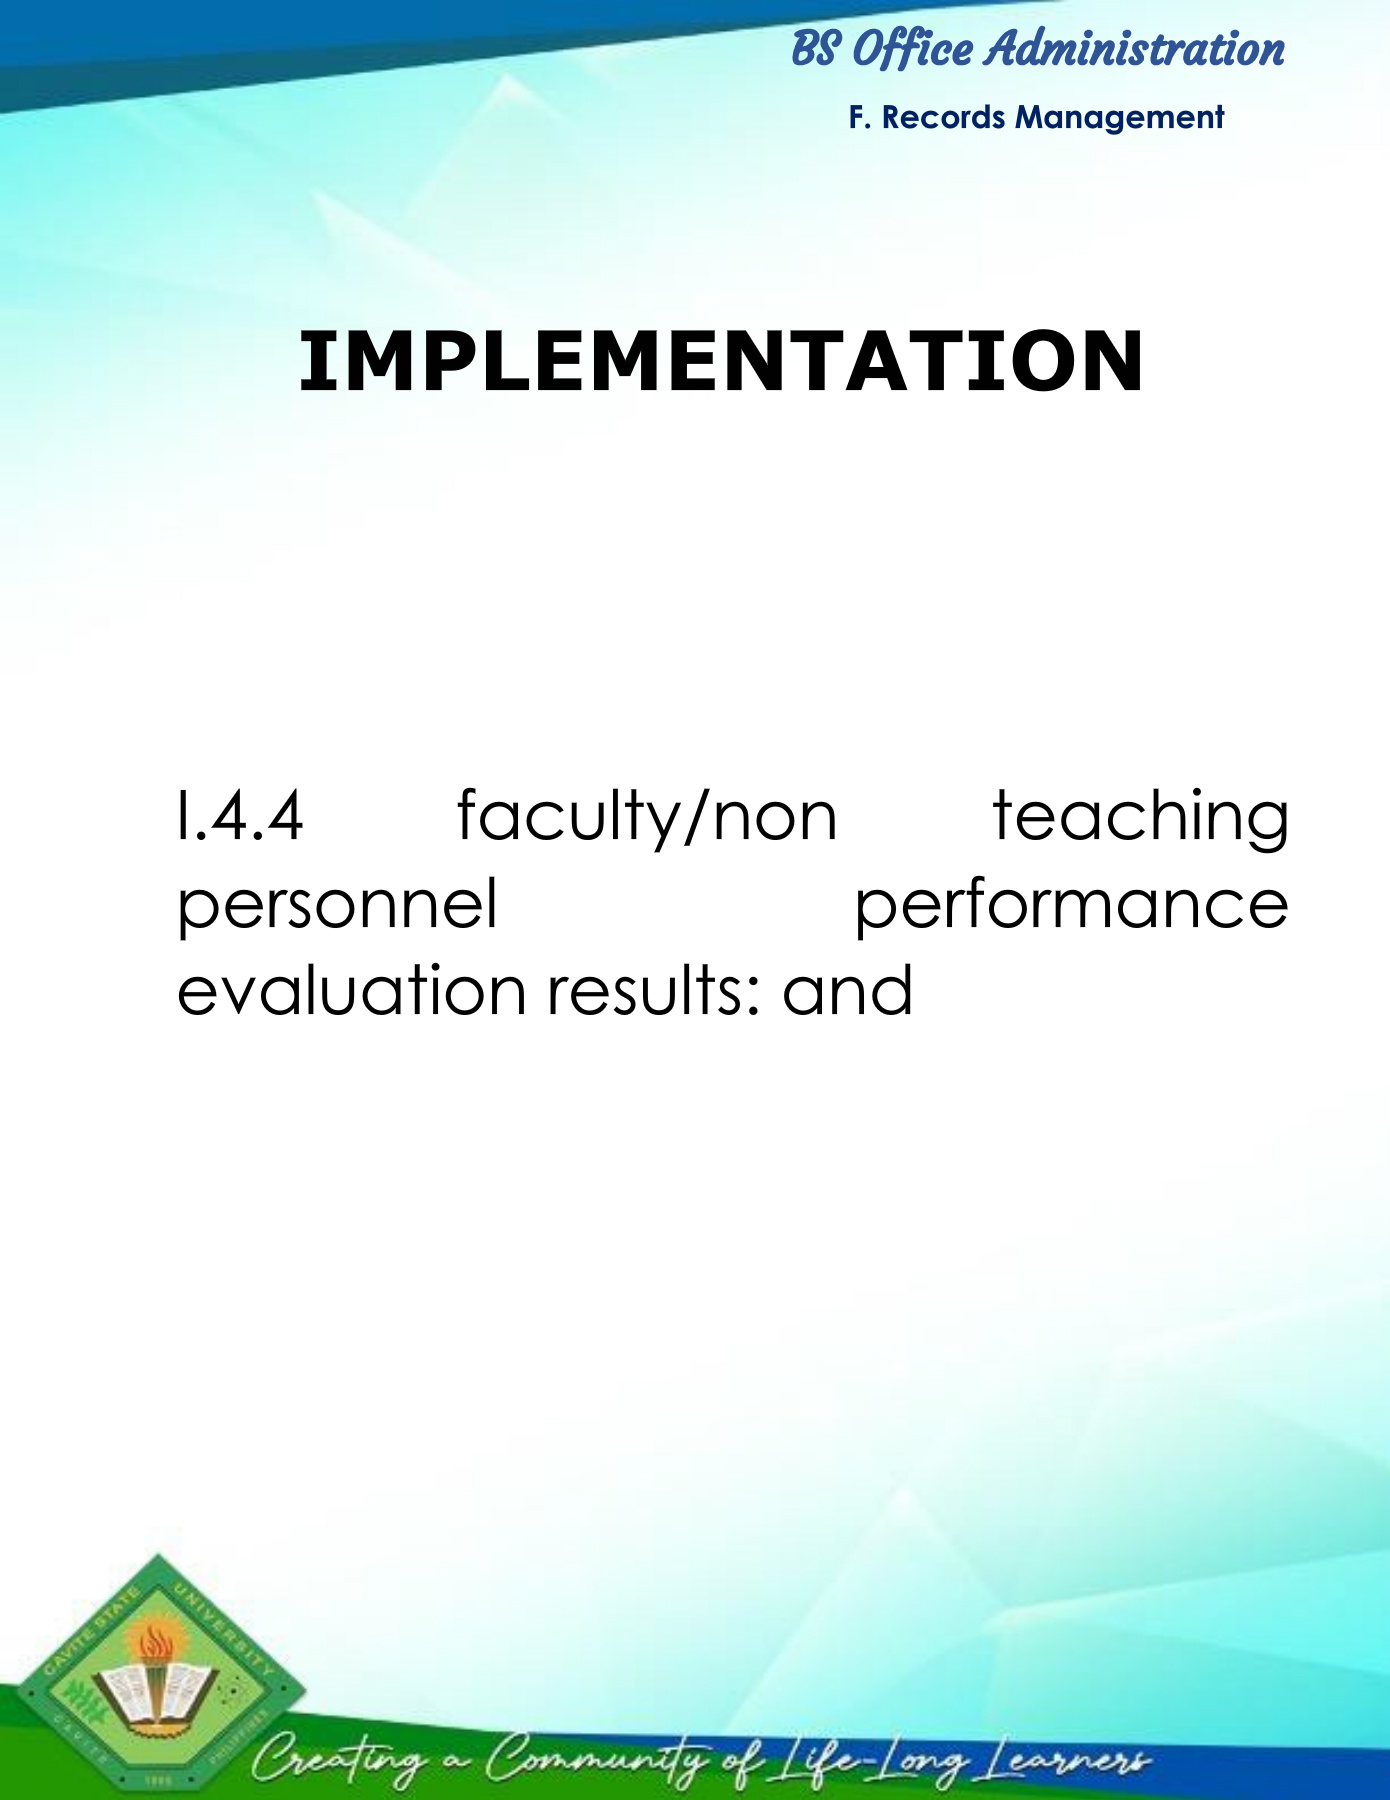 BS Office Administration
F. Records Management
IMPLEMENTATION
I.4.4 faculty/non teaching
personnel performance
evaluation results: and
CAVITE STATE UNIVERSITY
CAVITE PHILIPPINES
Creating a Community of Life-Long Learners